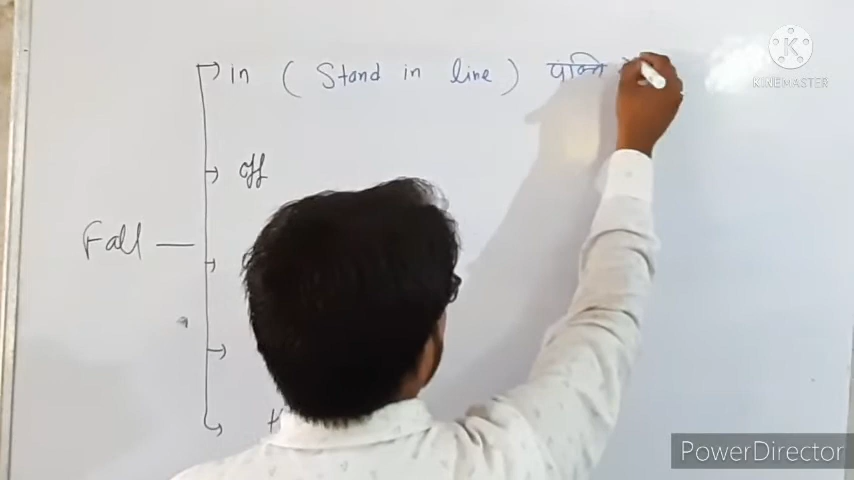 in ( Stand in line ) पंक्ति
off
Fall
KINEMASTER
PowerDirector